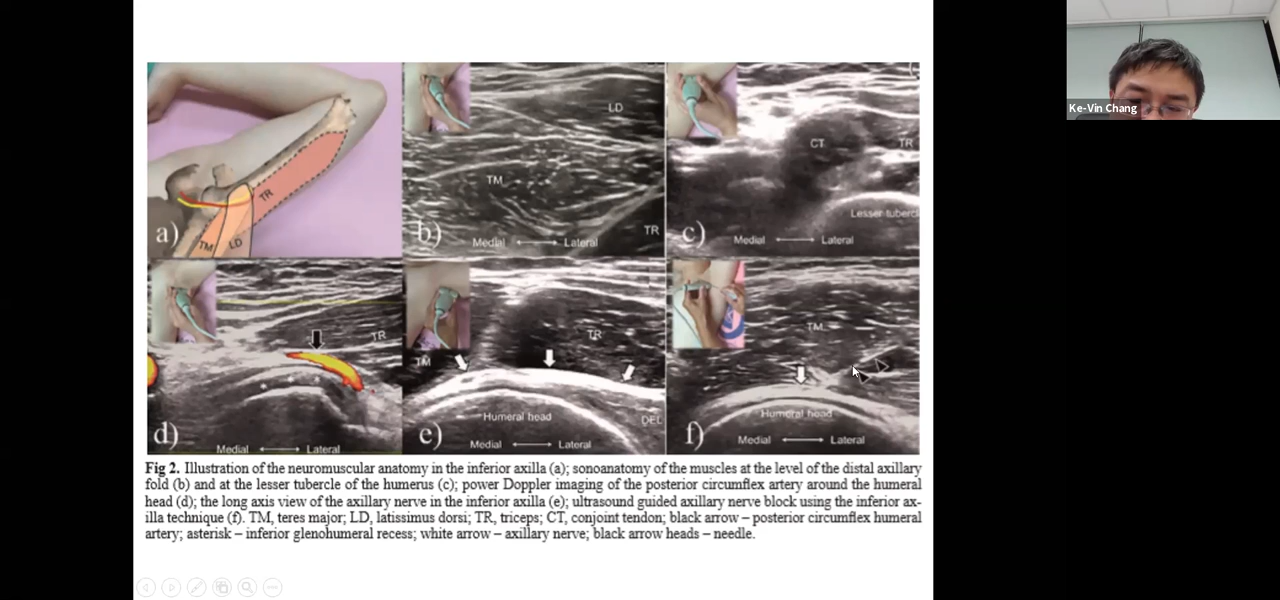 Ke-Vin Chang
a)
TM
LD
TR
b)
LD
TM
TR
Medial
Lateral
c)
CT
TR
Lesser tubercl
Medial
Lateral
d)
TR
Medial
Lateral
e)
TM
TR
Humeral head
DEL
Medial
Lateral
f)
TM
Humeral head
Medial
Lateral
Fig 2. Illustration of the neuromuscular anatomy in the inferior axilla (a); sonoanatomy of the muscles at the level of the distal axillary
fold (b) and at the lesser tubercle of the humerus (c); power Doppler imaging of the posterior circumflex artery around the humeral
head (d); the long axis view of the axillary nerve in the inferior axilla (e); ultrasound guided axillary nerve block using the inferior ax-
illa technique (f). TM, teres major; LD, latissimus dorsi; TR, triceps; CT, conjoint tendon; black arrow – posterior circumflex humeral
artery; asterisk – inferior glenohumeral recess; white arrow – axillary nerve; black arrow heads – needle.